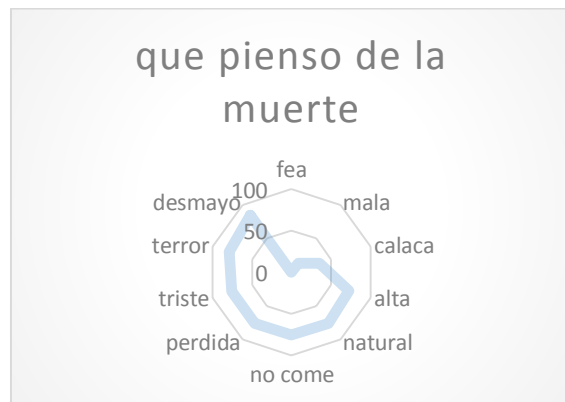 que pienso de la
muerte
fea
mala
calaca
alta
natural
no come
perdida
triste
terror
desmayo
100
50
0